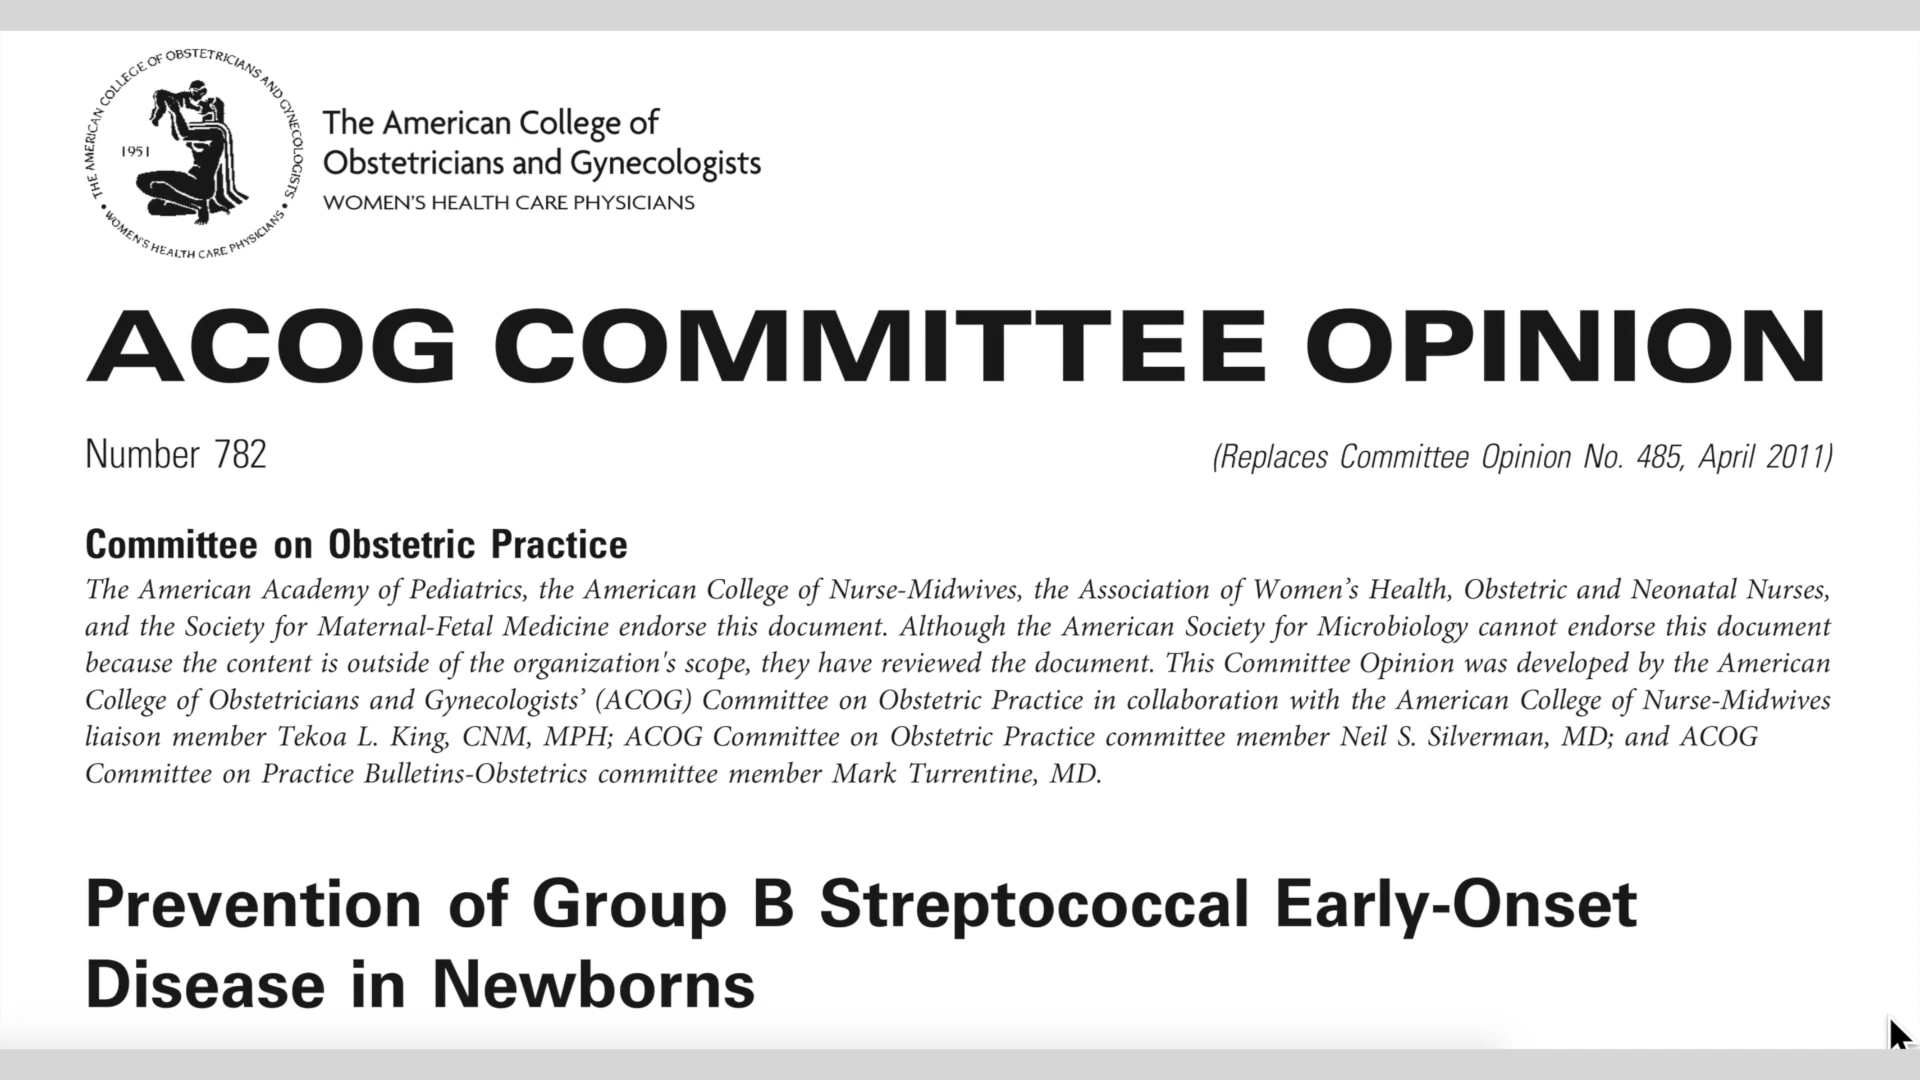 THE AMERICAN COLLEGE OF OBSTETRICIANS AND GYNECOLOGISTS • WOMEN'S HEALTH CARE PHYSICIANS •
1951
The American College of
Obstetricians and Gynecologists
WOMEN'S HEALTH CARE PHYSICIANS
ACOG COMMITTEE OPINION
Number 782
(Replaces Committee Opinion No. 485, April 2011)
Committee on Obstetric Practice
The American Academy of Pediatrics, the American College of Nurse-Midwives, the Association of Women’s Health, Obstetric and Neonatal Nurses,
and the Society for Maternal-Fetal Medicine endorse this document. Although the American Society for Microbiology cannot endorse this document
because the content is outside of the organization's scope, they have reviewed the document. This Committee Opinion was developed by the American
College of Obstetricians and Gynecologists’ (ACOG) Committee on Obstetric Practice in collaboration with the American College of Nurse-Midwives
liaison member Tekoa L. King, CNM, MPH; ACOG Committee on Obstetric Practice committee member Neil S. Silverman, MD; and ACOG
Committee on Practice Bulletins-Obstetrics committee member Mark Turrentine, MD.
Prevention of Group B Streptococcal Early-Onset
Disease in Newborns